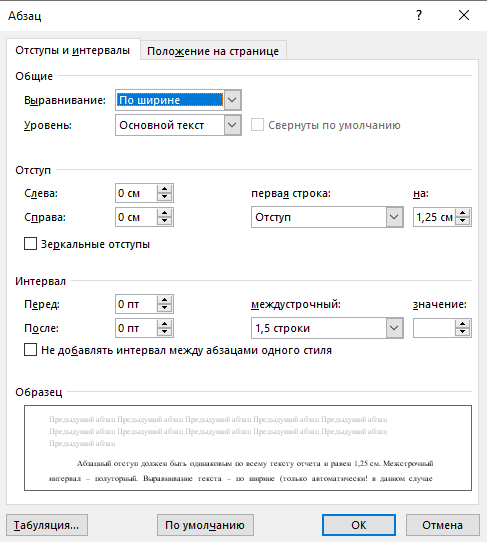 Абзац
Отступы и интервалы Положение на странице
Общие
Выравнивание: По ширине
Уровень: Основной текст Свернуты по умолчанию
Отступ
Слева: 0 см первая строка: на:
Справа: 0 см Отступ 1,25 см
Зеркальные отступы
Интервал
Перед: 0 пт междустрочный: значение:
После: 0 пт 1,5 строки
Не добавлять интервал между абзацами одного стиля
Образец
Предыдущий абзац Предыдущий абзац Предыдущий абзац Предыдущий абзац Предыдущий абзац
Предыдущий абзац Предыдущий абзац Предыдущий абзац Предыдущий абзац Предыдущий абзац
Предыдущий абзац
Абзацный отступ должен быть одинаковым по всему тексту отчета и равен 1,25 см. Межстрочный
интервал – полуторный. Выравнивание текста – по ширине (только автоматически! в данном случае
Табуляция... По умолчанию ОК Отмена